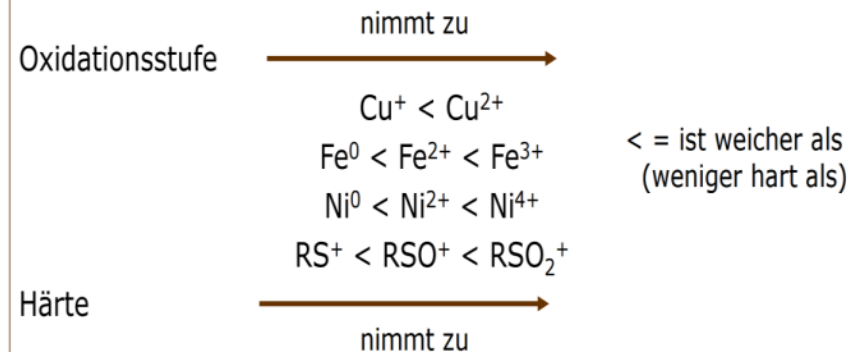 nimmt zu
Oxidationsstufe
Cu⁺ < Cu²⁺
Fe⁰ < Fe²⁺ < Fe³⁺
Ni⁰ < Ni²⁺ < Ni⁴⁺
RS⁺ < RSO⁺ < RSO₂⁺
< = ist weicher als
(weniger hart als)
Härte
nimmt zu